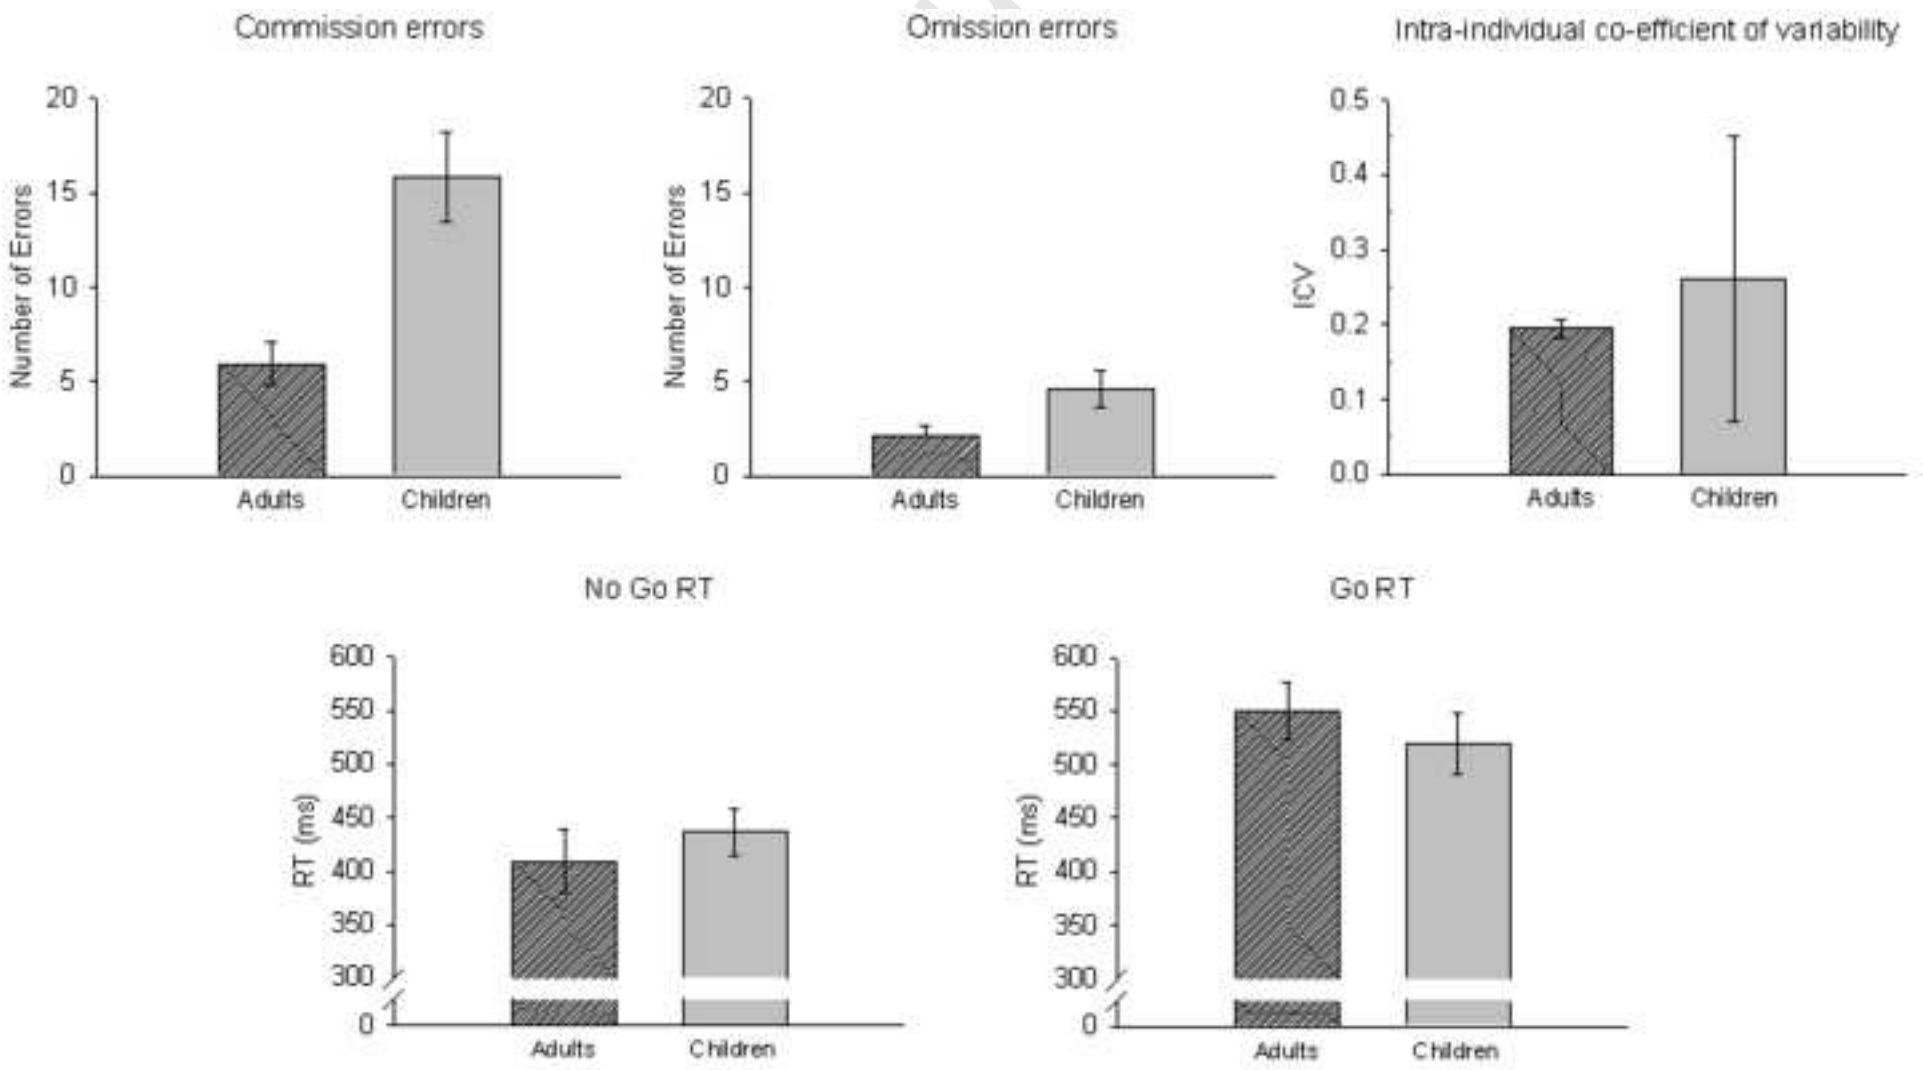 Commission errors
20
15
10
5
0
Number of Errors
Adults
Children
Omission errors
20
15
10
5
0
Number of Errors
Adults
Children
Intra-individual co-efficient of variability
0.5
0.4
0.3
0.2
0.1
0.0
ICV
Adults
Children
No Go RT
600
550
500
450
400
350
300
0
RT (ms)
Adults
Children
Go RT
600
550
500
450
400
350
300
0
RT (ms)
Adults
Children